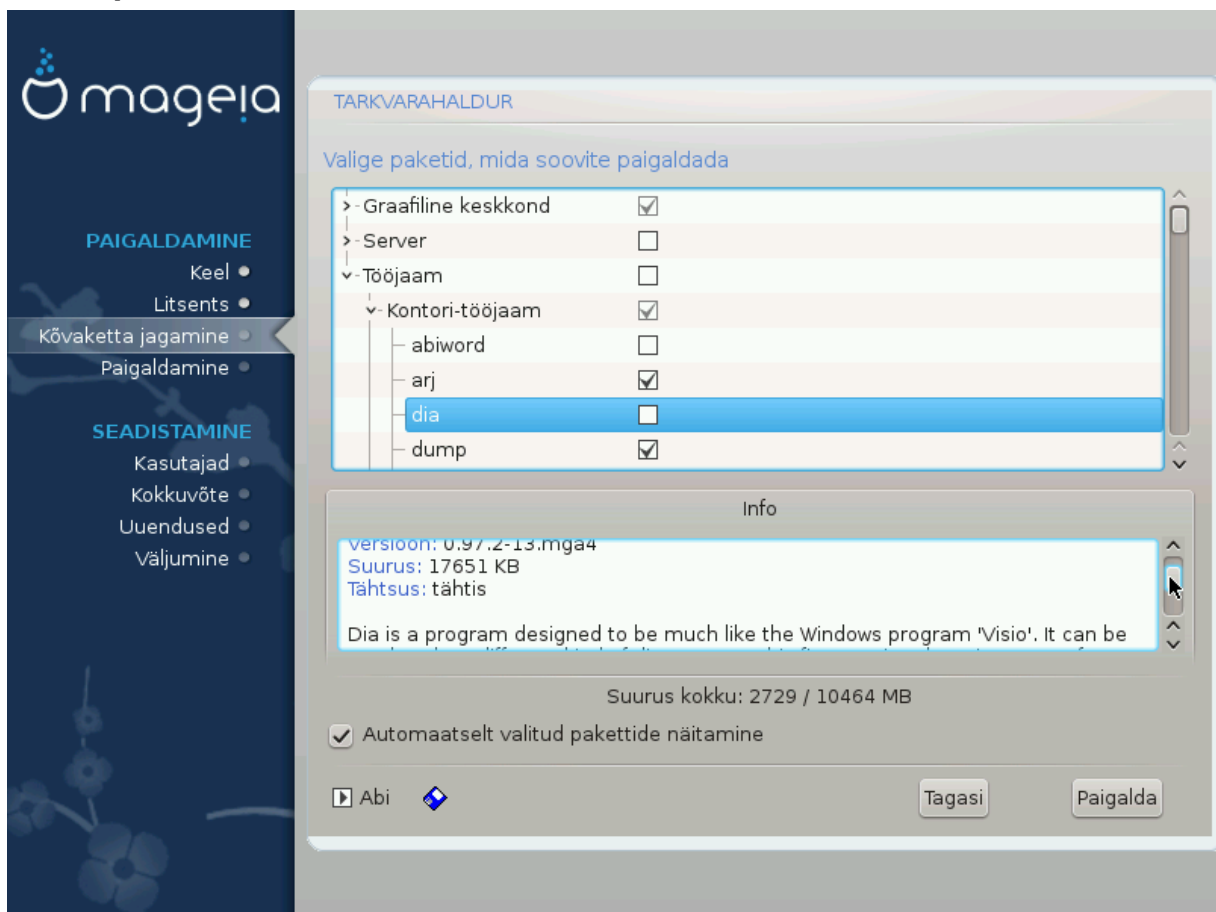 mageia
PAIGALDAMINE
Keel
Litsents
Kõvaketta jagamine
Paigaldamine
SEADISTAMINE
Kasutajad
Kokkuvõte
Uuendused
Väljumine
TARKVARAHALDUR
Valige paketid, mida soovite paigaldada
Graafiline keskkond
Server
Tööjaam
Kontori-tööjaam
abiword
arj
dia
dump
Info
Versioon: 0.97.2-13.mga4
Suurus: 17651 KB
Tähtsus: tähtis
Dia is a program designed to be much like the Windows program 'Visio'. It can be
Suurus kokku: 2729 / 10464 MB
Automaatselt valitud pakettide näitamine
Abi
Tagasi
Paigalda